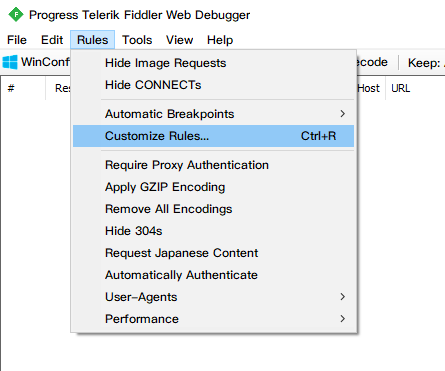 Progress Telerik Fiddler Web Debugger
File Edit Rules Tools View Help
WinConf
Keep:
#
Host URL
Hide Image Requests
Hide CONNECTs
Automatic Breakpoints
Customize Rules... Ctrl+R
Require Proxy Authentication
Apply GZIP Encoding
Remove All Encodings
Hide 304s
Request Japanese Content
Automatically Authenticate
User-Agents
Performance